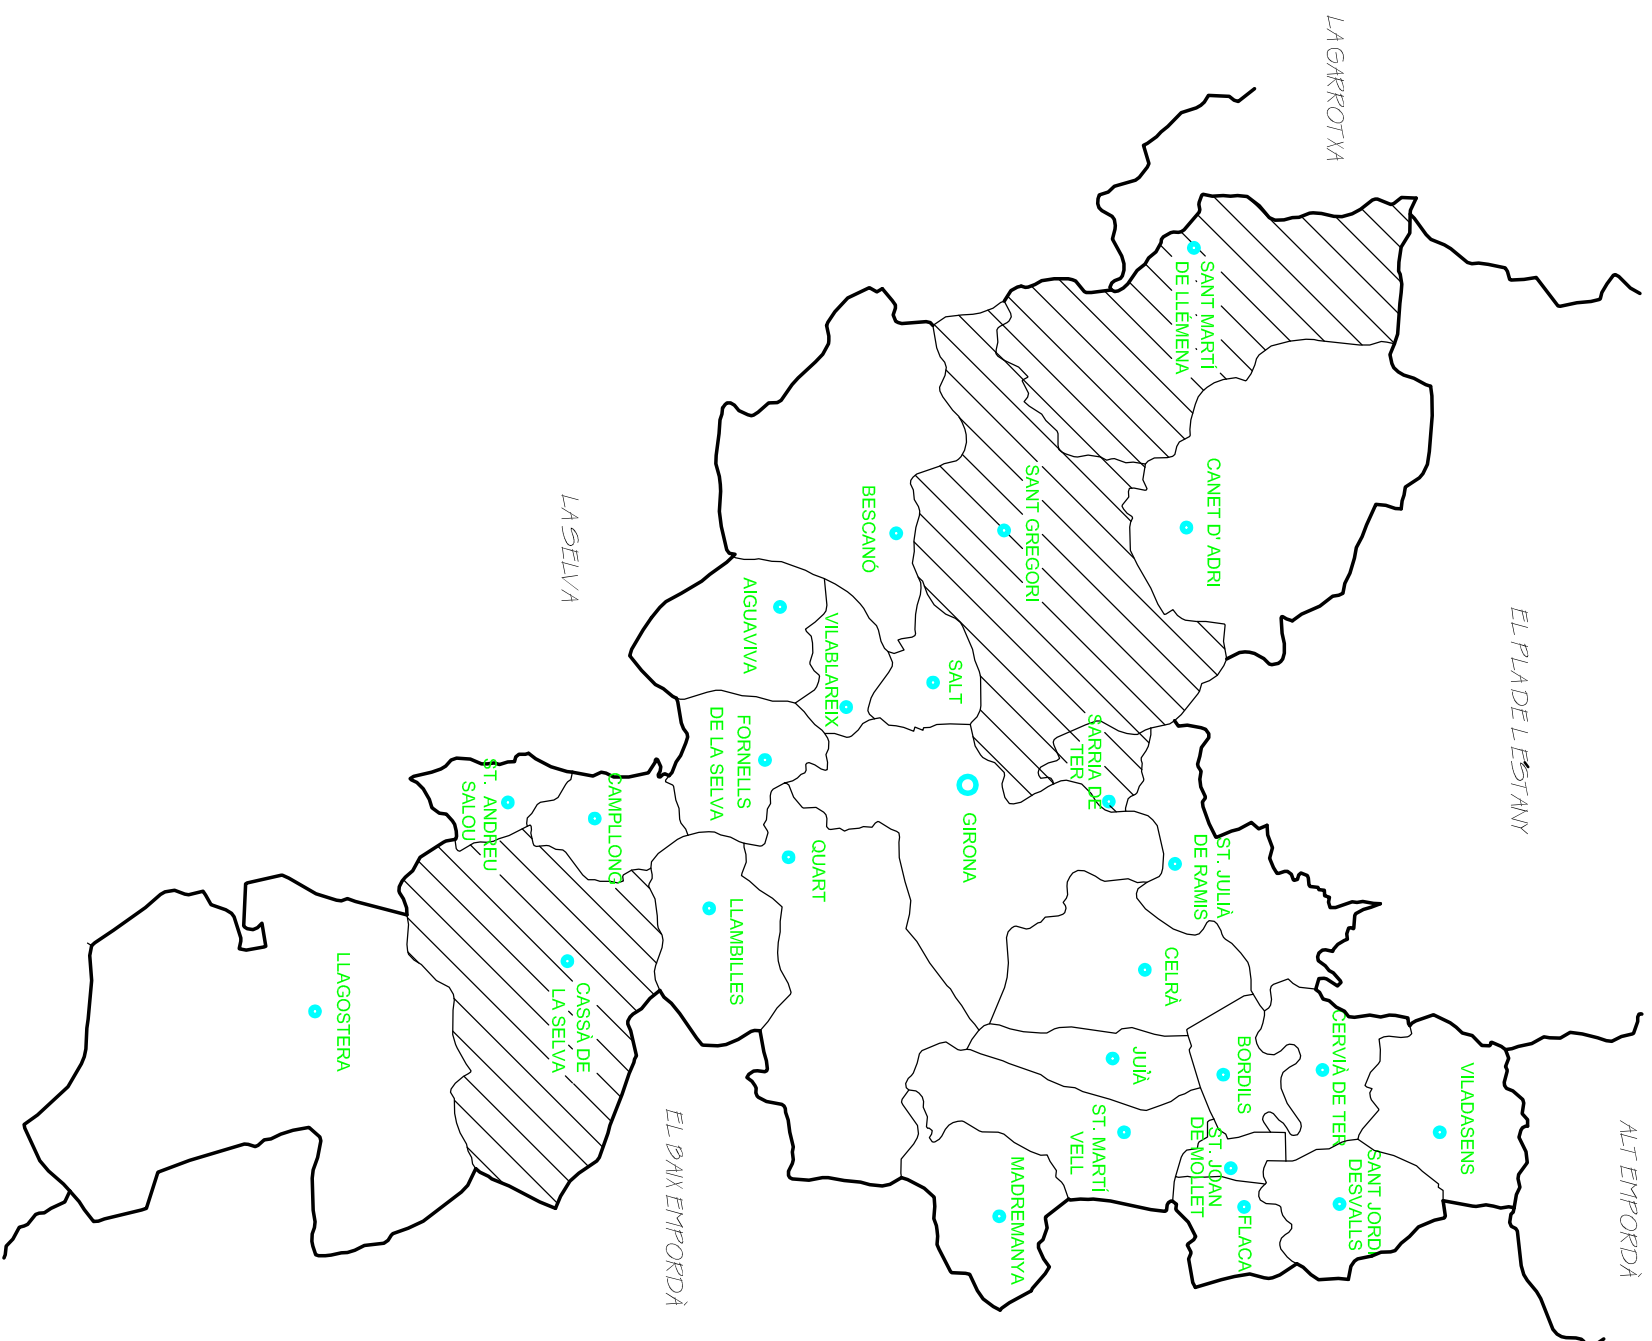 ALT EMPORDÀ
EL PLA DE L'ESTANY
VILADASENS
SANT JORDI
DESVALLS
LA GARROTXA
CERVIÀ DE TER
BORDILS
FLACA
ST. JULIÀ
DE RAMIS
CANET D' ADRI
ST. JOAN
DE MOLLET
SANT MARTÍ
DE LLÉMENA
CELRÀ
JUÏÀ
ST. MARTÍ
VELL
SARRIA DE
TER
SANT GREGORI
MADREMANYA
GIRONA
SALT
BESCANÓ
VILABLAREIX
QUART
AIGUAVIVA
FORNELLS
DE LA SELVA
LLAMBILLES
EL BAIX EMPORDÀ
CAMPLLONG
CASSÀ DE
LA SELVA
LA SELVA
ST. ANDREU
SALOU
LLAGOSTERA